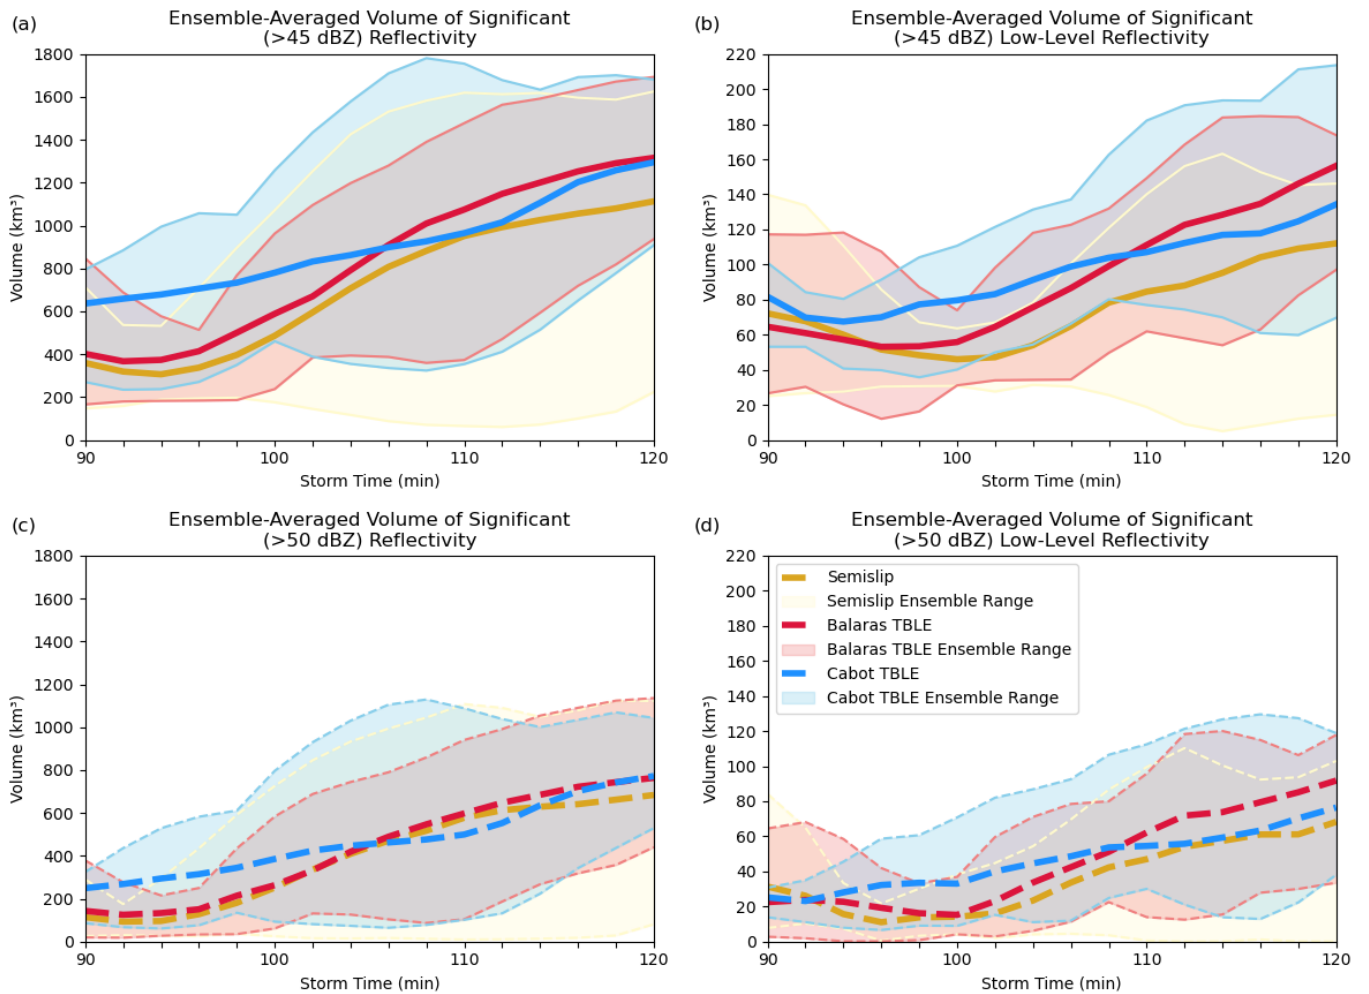 (a)
Ensemble-Averaged Volume of Significant
(>45 dBZ) Reflectivity
1800
1600
1400
1200
1000
800
600
400
200
0
Volume (km³)
90
100
110
120
Storm Time (min)
(b)
Ensemble-Averaged Volume of Significant
(>45 dBZ) Low-Level Reflectivity
220
200
180
160
140
120
100
80
60
40
20
0
Volume (km³)
90
100
110
120
Storm Time (min)
(c)
Ensemble-Averaged Volume of Significant
(>50 dBZ) Reflectivity
1800
1600
1400
1200
1000
800
600
400
200
0
Volume (km³)
90
100
110
120
Storm Time (min)
(d)
Ensemble-Averaged Volume of Significant
(>50 dBZ) Low-Level Reflectivity
220
200
180
160
140
120
100
80
60
40
20
0
Volume (km³)
Semislip
Semislip Ensemble Range
Balaras TBLE
Balaras TBLE Ensemble Range
Cabot TBLE
Cabot TBLE Ensemble Range
90
100
110
120
Storm Time (min)